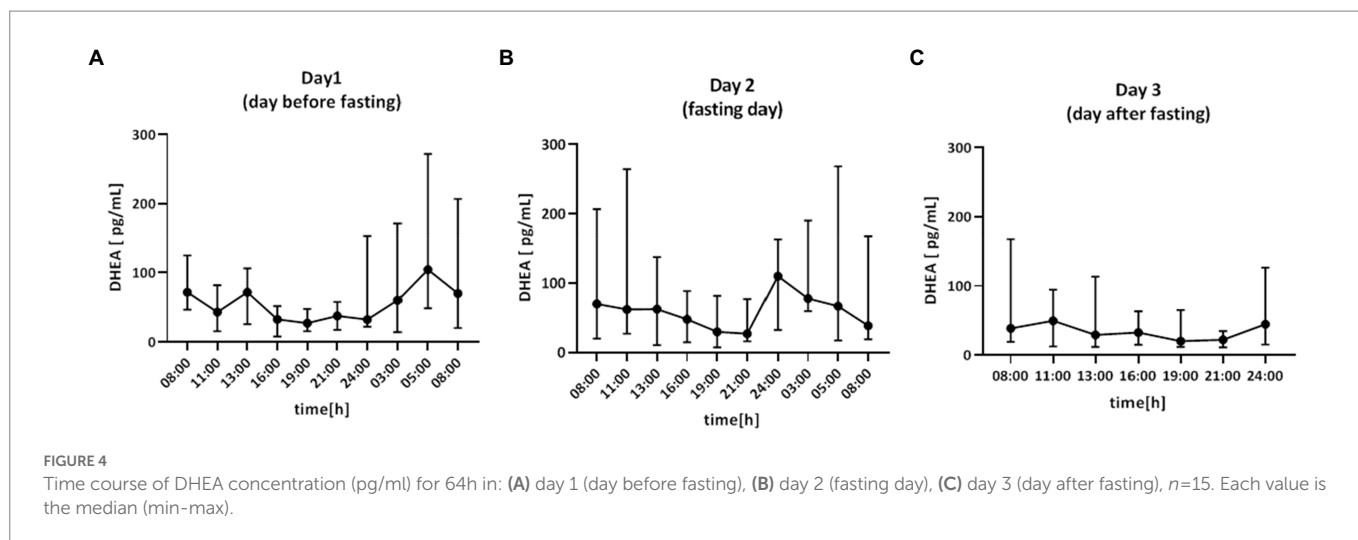 A
Day1
(day before fasting)
300
200
100
0
DHEA [ pg/mL]
08:00
11:00
13:00
16:00
19:00
21:00
24:00
03:00
05:00
08:00
time[h]
B
Day 2
(fasting day)
300
200
100
0
DHEA [ pg/mL]
08:00
11:00
13:00
16:00
19:00
21:00
24:00
03:00
05:00
08:00
time[h]
C
Day 3
(day after fasting)
300
200
100
0
DHEA [ pg/mL]
08:00 11:00 13:00 16:00 19:00 21:00 24:00
time[h]
FIGURE 4
Time course of DHEA concentration (pg/ml) for 64h in: (A) day 1 (day before fasting), (B) day 2 (fasting day), (C) day 3 (day after fasting), n=15. Each value is
the median (min-max).